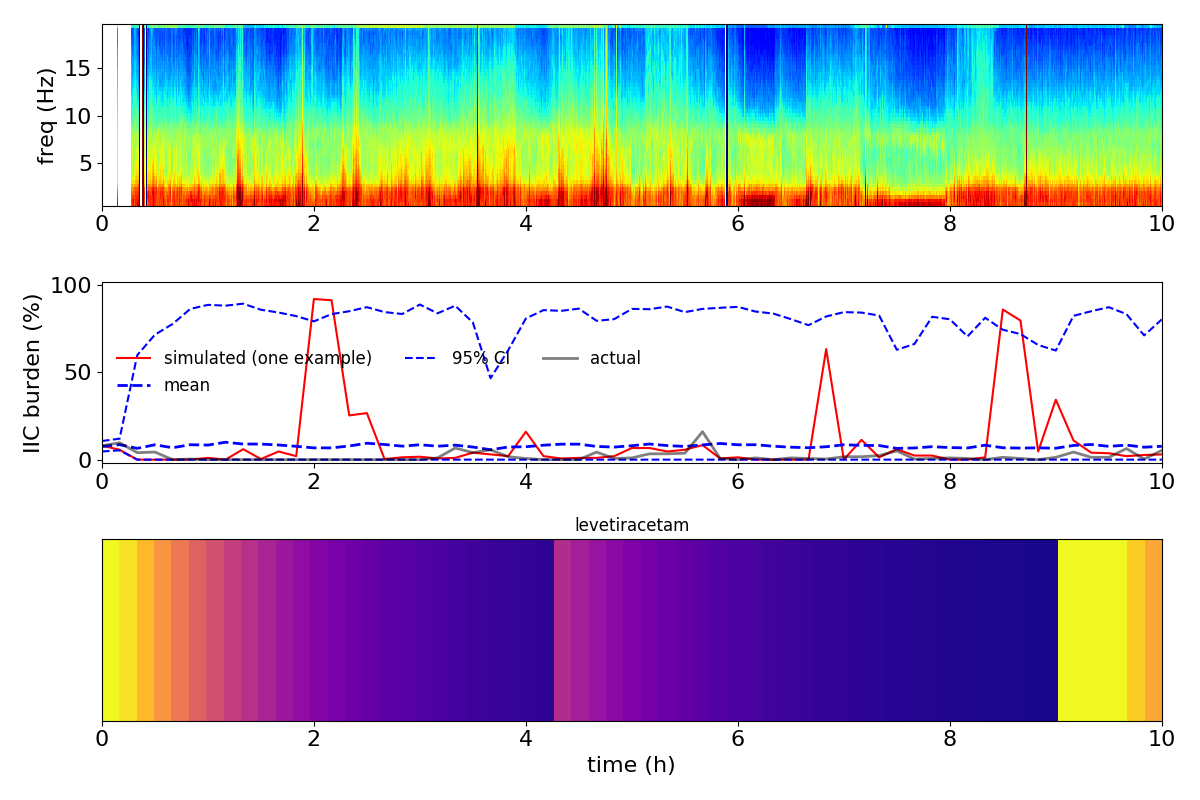 freq (Hz)
15
10
5
0 2 4 6 8 10
IIC burden (%)
100
50
0
simulated (one example) 95% CI actual
mean
0 2 4 6 8 10
levetiracetam
0 2 4 6 8 10
time (h)